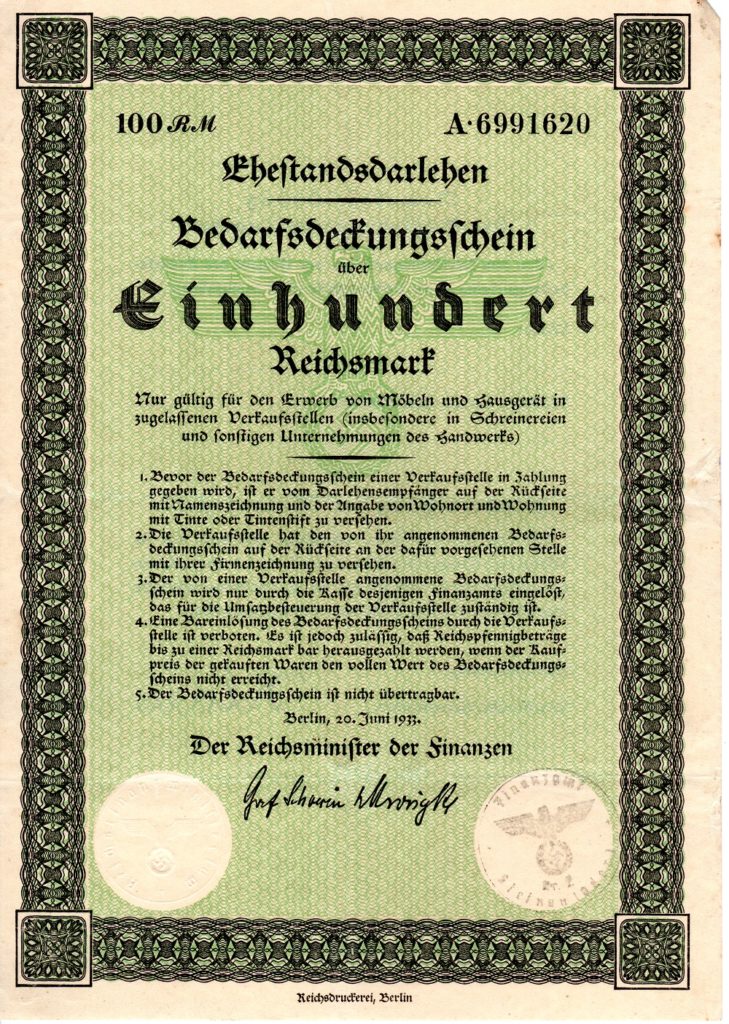 100 RM A·6991620
Ehestandsdarlehen
Bedarfsdeckungsschein
über
Einhundert
Reichsmark
Nur gültig für den Erwerb von Möbeln und Hausgerät in
zugelassenen Verkaufsstellen (insbesondere in Schreinereien
und sonstigen Unternehmungen des Handwerks)
1. Bevor der Bedarfsdeckungsschein einer Verkaufsstelle in Zahlung
gegeben wird, ist er vom Darlehensempfänger auf der Rückseite
mit Namenszeichnung und der Angabe von Wohnort und Wohnung
mit Tinte oder Tintenstift zu versehen.
2. Die Verkaufsstelle hat den von ihr angenommenen Bedarfs-
deckungsschein auf der Rückseite an der dafür vorgesehenen Stelle
mit ihrer Firmenzeichnung zu versehen.
3. Der von einer Verkaufsstelle angenommene Bedarfsdeckungs-
schein wird nur durch die Kasse desjenigen Finanzamts eingelöst,
das für die Umsatzbesteuerung der Verkaufsstelle zuständig ist.
4. Eine Bareinlösung des Bedarfsdeckungsscheins durch die Verkaufs-
stelle ist verboten. Es ist jedoch zulässig, daß Reichspfennigbeträge
bis zu einer Reichsmark bar herausgezahlt werden, wenn der Kauf-
preis der gekauften Waren den vollen Wert des Bedarfsdeckungs-
scheins nicht erreicht.
5. Der Bedarfsdeckungsschein ist nicht übertragbar.
Berlin, 20. Juni 1933.
Der Reichsminister der Finanzen
Graf Schwerin
Finanzamt
Nr. 2
Reichsdruckerei, Berlin